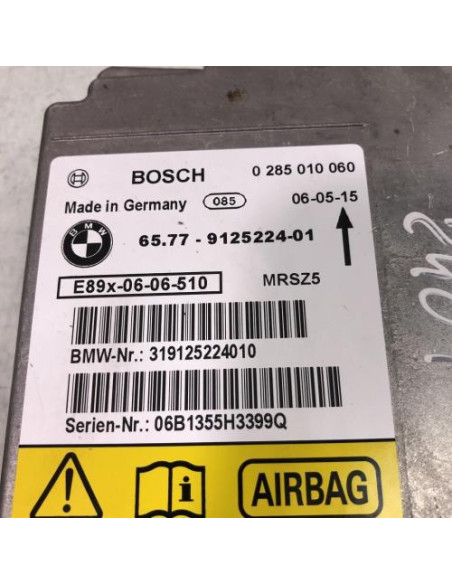 BOSCH 0 285 010 060
Made in Germany 085 06-05-15
BMW 65.77 - 9125224-01
E89x-06-06-510 MRSZ5
BMW-Nr.: 319125224010
Serien-Nr.: 06B1355H3399Q
i AIRBAG